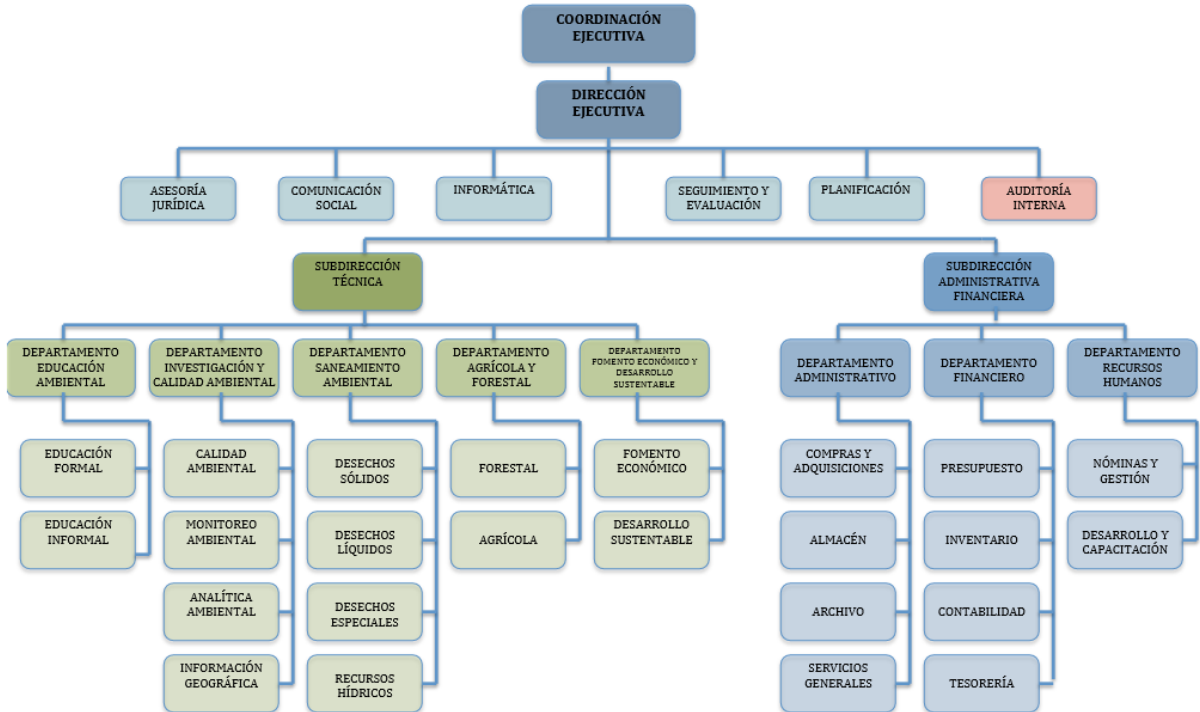 COORDINACIÓN
EJECUTIVA
DIRECCIÓN
EJECUTIVA
ASESORÍA
JURÍDICA
COMUNICACIÓN
SOCIAL
INFORMÁTICA
SEGUIMIENTO Y
EVALUACIÓN
PLANIFICACIÓN
AUDITORÍA
INTERNA
SUBDIRECCIÓN
TÉCNICA
SUBDIRECCIÓN
ADMINISTRATIVA
FINANCIERA
DEPARTAMENTO
EDUCACIÓN
AMBIENTAL
DEPARTAMENTO
INVESTIGACIÓN Y
CALIDAD AMBIENTAL
DEPARTAMENTO
SANEAMIENTO
AMBIENTAL
DEPARTAMENTO
AGRÍCOLA Y
FORESTAL
DEPARTAMENTO
FOMENTO ECONÓMICO Y
DESARROLLO
SUSTENTABLE
DEPARTAMENTO
ADMINISTRATIVO
DEPARTAMENTO
FINANCIERO
DEPARTAMENTO
RECURSOS
HUMANOS
EDUCACIÓN
FORMAL
EDUCACIÓN
INFORMAL
CALIDAD
AMBIENTAL
MONITOREO
AMBIENTAL
ANALÍTICA
AMBIENTAL
INFORMACIÓN
GEOGRÁFICA
DESECHOS
SÓLIDOS
DESECHOS
LÍQUIDOS
DESECHOS
ESPECIALES
RECURSOS
HÍDRICOS
FORESTAL
AGRÍCOLA
FOMENTO
ECONÓMICO
DESARROLLO
SUSTENTABLE
COMPRAS Y
ADQUISICIONES
ALMACÉN
ARCHIVO
SERVICIOS
GENERALES
PRESUPUESTO
INVENTARIO
CONTABILIDAD
TESORERÍA
NÓMINAS Y
GESTIÓN
DESARROLLO Y
CAPACITACIÓN